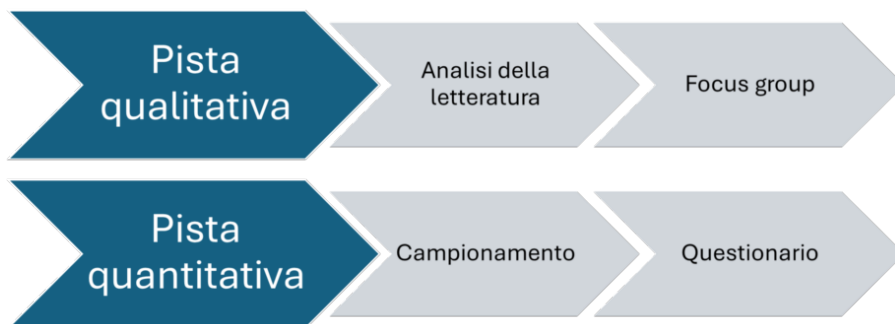 Pista
qualitativa
Analisi della
letteratura
Focus group
Pista
quantitativa
Campionamento
Questionario